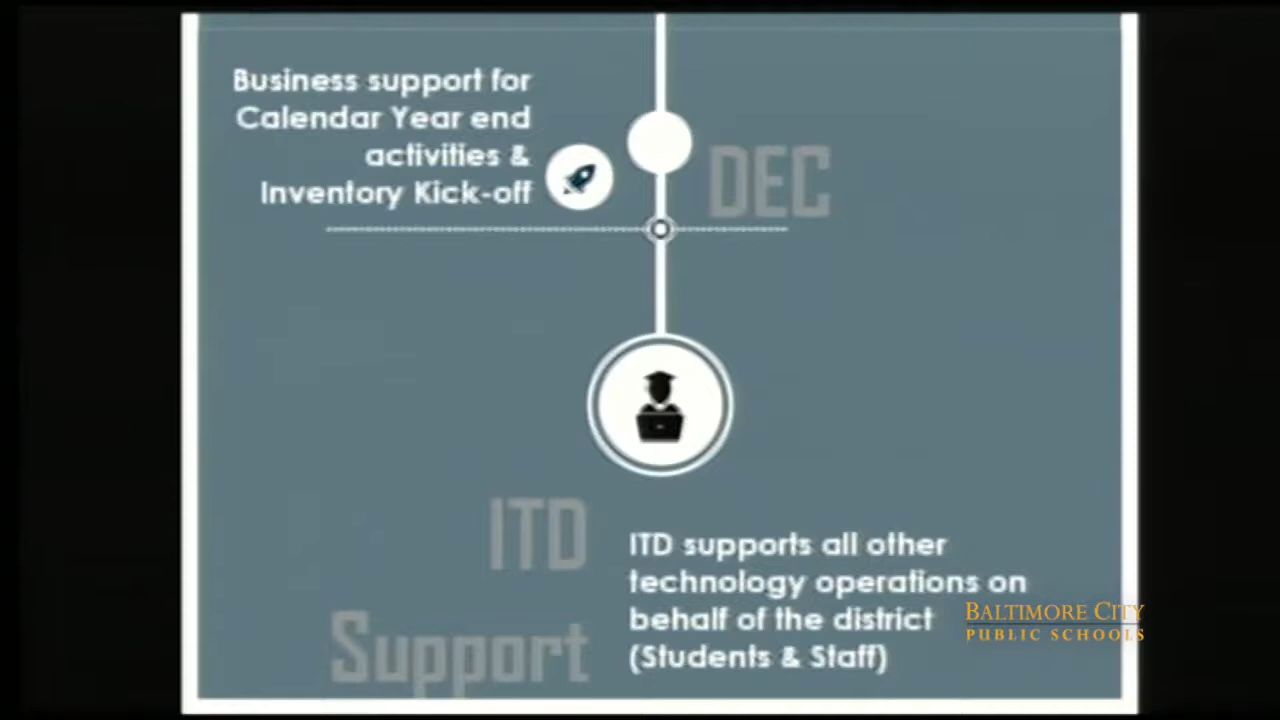 Business support for
Calendar Year end
activities &
Inventory Kick-off
DEC
ITD
Support
ITD supports all other
technology operations on
behalf of the district
(Students & Staff)
BALTIMORE CITY
PUBLIC SCHOOLS